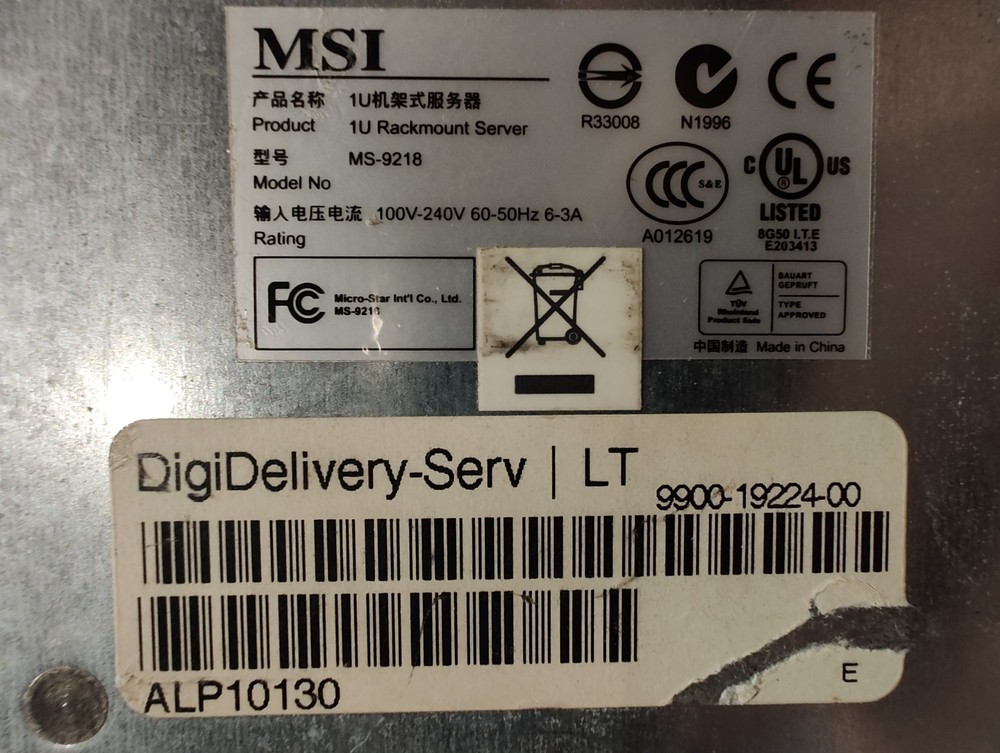 MSI
产品名称 1U机架式服务器
Product 1U Rackmount Server
型号 MS-9218
Model No
输入电压电流 100V-240V 60-50Hz 6-3A
Rating
FC
Micro-Star Int'l Co., Ltd.
MS-9218
R33008
N1996
CE
CCC S&E
A012619
C UL US
®
LISTED
8G50 I.T.E
E203413
TÜV
Rheinland
Product Safe
BAUART
GEPRUFT
TYPE
APPROVED
中国制造 Made in China
DigiDelivery-Serv | LT
9900-19224-00
ALP10130
E